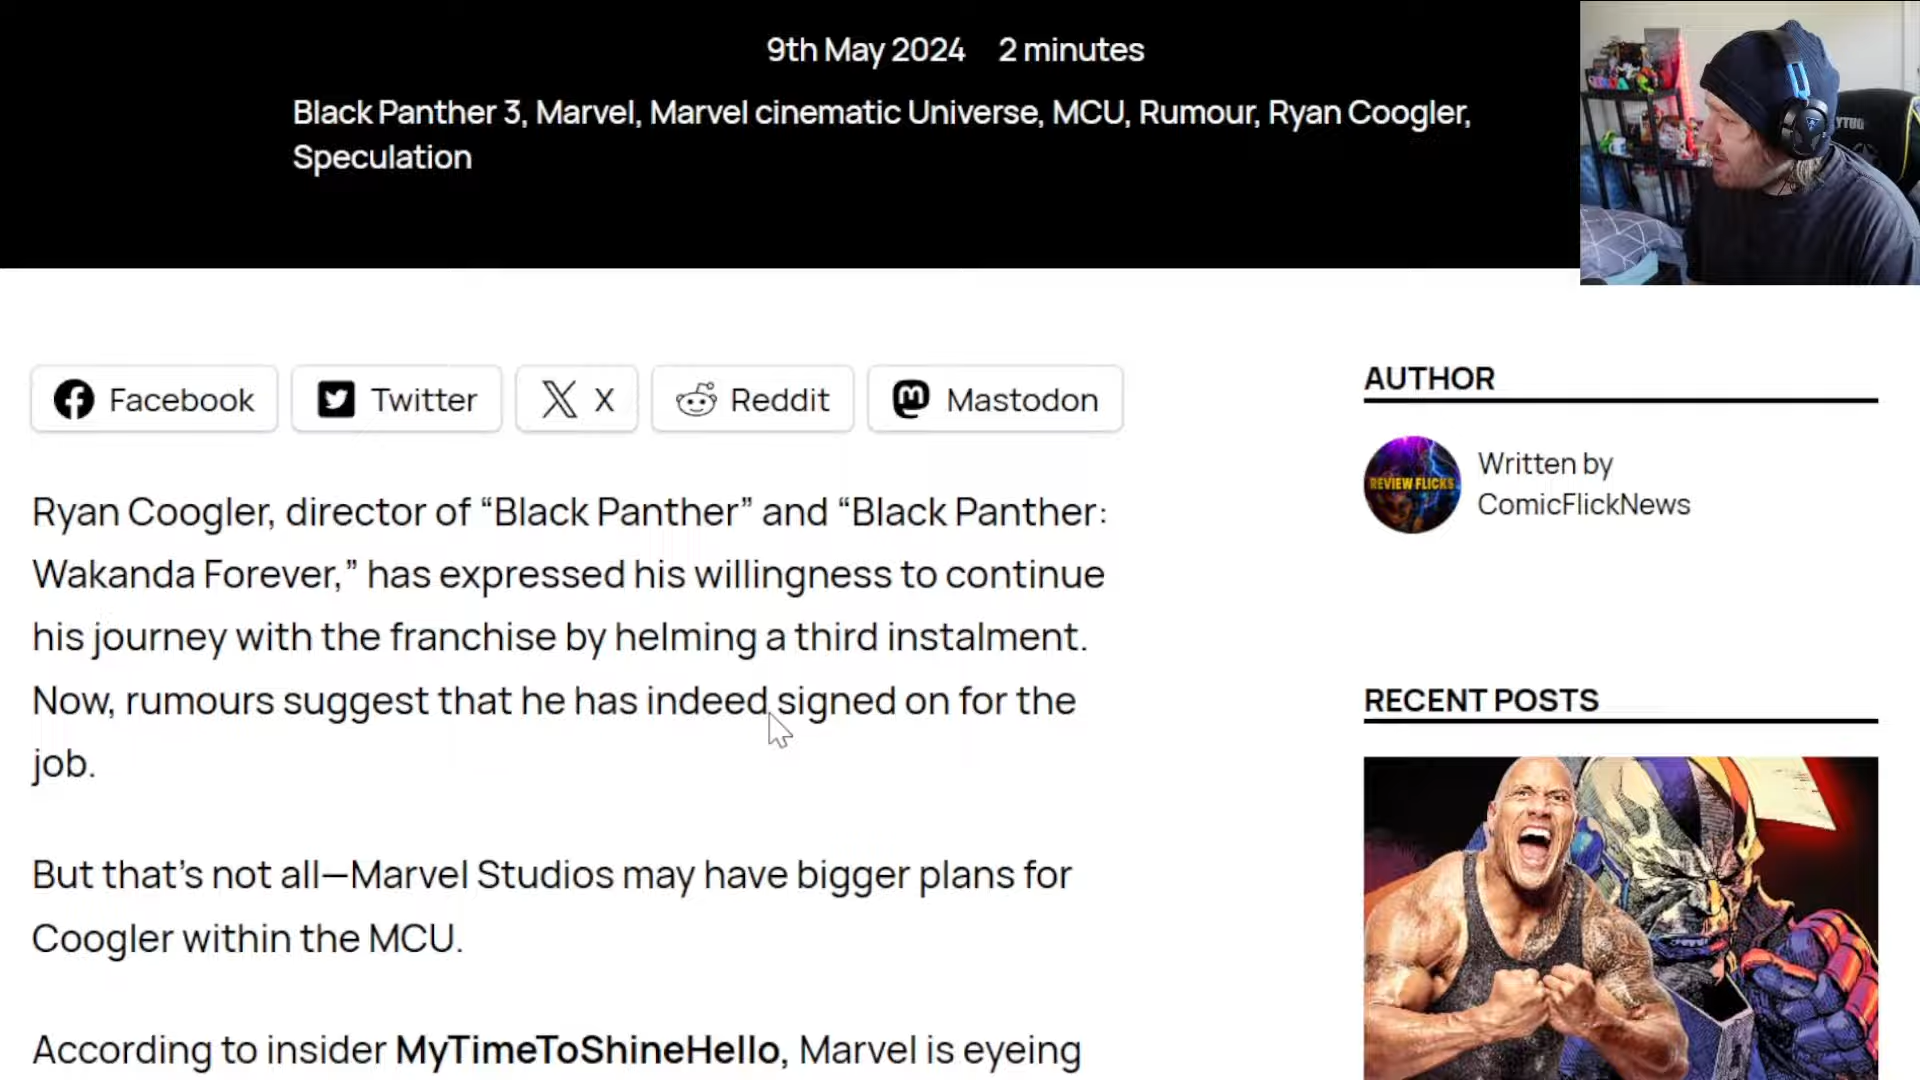 9th May 2024 2 minutes
Black Panther 3, Marvel, Marvel cinematic Universe, MCU, Rumour, Ryan Coogler,
Speculation
Facebook Twitter X Reddit Mastodon
Ryan Coogler, director of “Black Panther” and “Black Panther:
Wakanda Forever,” has expressed his willingness to continue
his journey with the franchise by helming a third instalment.
Now, rumours suggest that he has indeed signed on for the
job.
But that’s not all—Marvel Studios may have bigger plans for
Coogler within the MCU.
According to insider MyTimeToShineHello, Marvel is eyeing
AUTHOR
REVIEW FLICKS
Written by
ComicFlickNews
RECENT POSTS